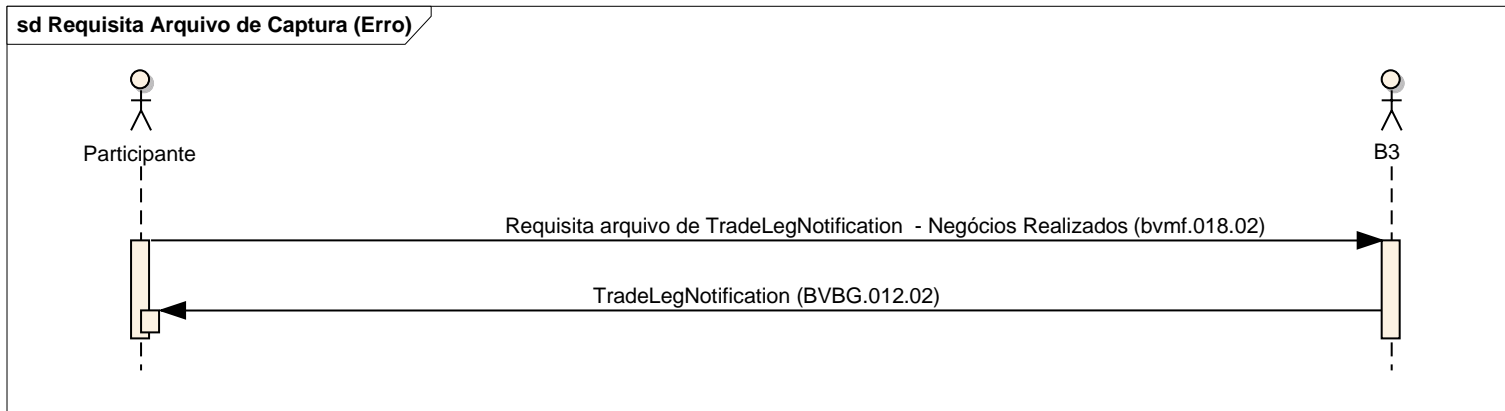 sd Requisita Arquivo de Captura (Erro)
Participante
B3
Requisita arquivo de TradeLegNotification  - Negócios Realizados (bvmf.018.02)
TradeLegNotification (BVBG.012.02)